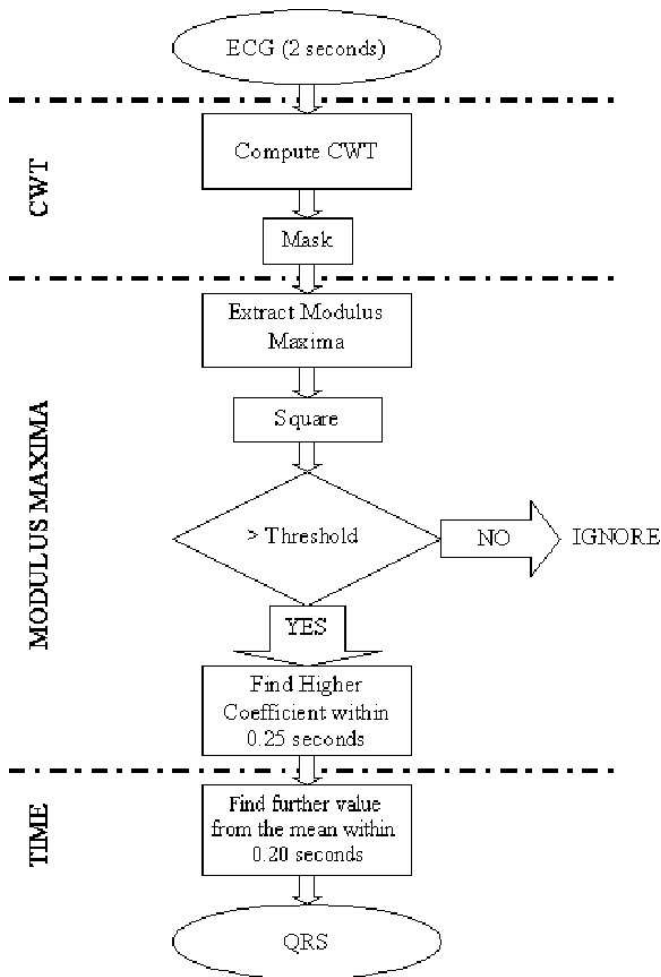 ECG (2 seconds)
CWT
Compute CWT
Mask
MODULUS MAXIMA
Extract Modulus
Maxima
Square
> Threshold
NO
IGNORE
YES
Find Higher
Coefficient within
0.25 seconds
TIME
Find further value
from the mean within
0.20 seconds
QRS